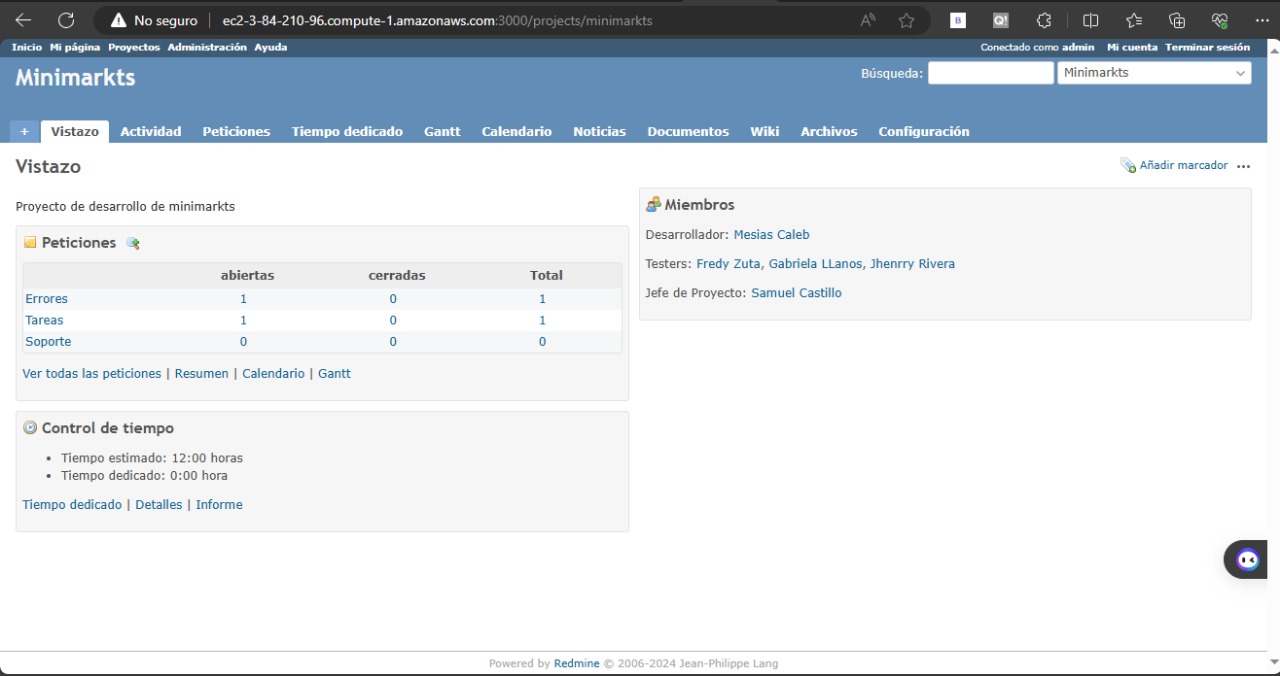 No seguro
ec2-3-84-210-96.compute-1.amazonaws.com:3000/projects/minimarkts
Inicio Mi página Proyectos Administración Ayuda
Conectado como admin Mi cuenta Terminar sesión
Minimarkts
Búsqueda:
Minimarkts
+ Vistazo Actividad Peticiones Tiempo dedicado Gantt Calendario Noticias Documentos Wiki Archivos Configuración
Vistazo
Añadir marcador ...
Proyecto de desarrollo de minimarkts
Peticiones
abiertas cerradas Total
Errores 1 0 1
Tareas 1 0 1
Soporte 0 0 0
Ver todas las peticiones | Resumen | Calendario | Gantt
Control de tiempo
• Tiempo estimado: 12:00 horas
• Tiempo dedicado: 0:00 hora
Tiempo dedicado | Detalles | Informe
Miembros
Desarrollador: Mesias Caleb
Testers: Fredy Zuta, Gabriela LLanos, Jhenrry Rivera
Jefe de Proyecto: Samuel Castillo
Powered by Redmine © 2006-2024 Jean-Philippe Lang